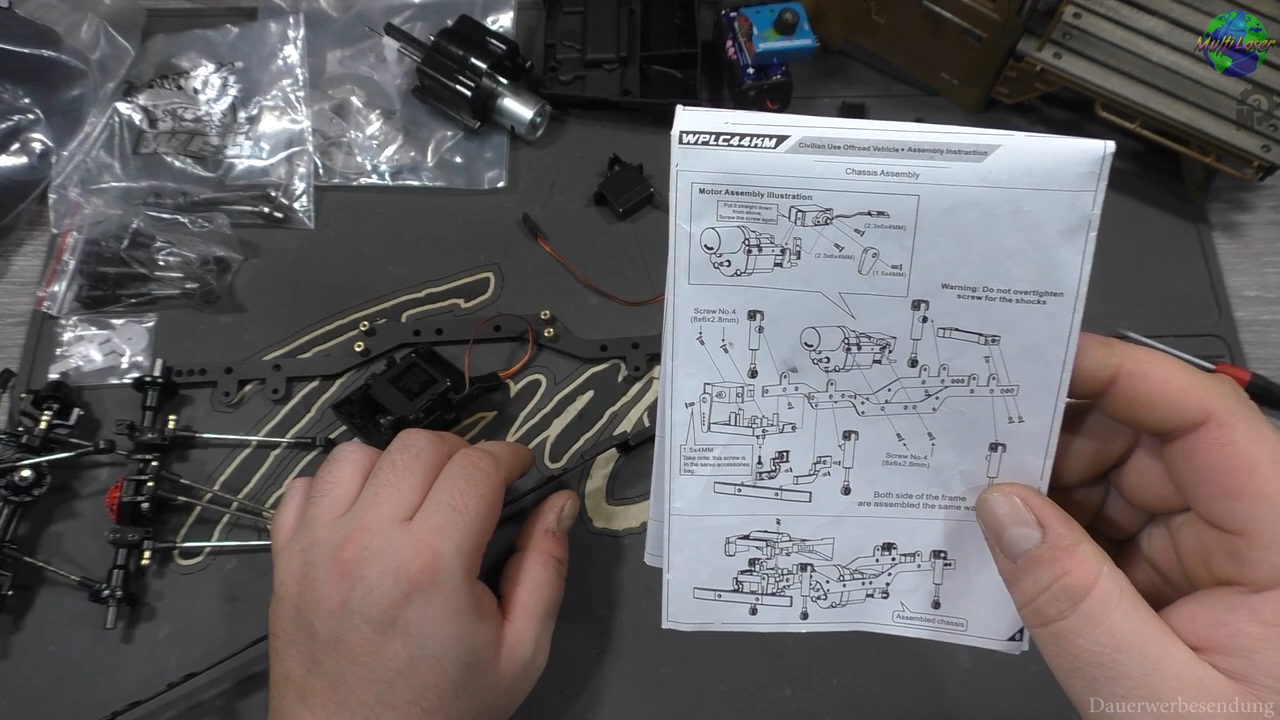 MultiLaser
WPLC44KM
Civilian Use Offroad Vehicle • Assembly Instruction
Chassis Assembly
Motor Assembly Illustration
Put it straight down
from above,
Screw the screw again
(2.3x6x4MM)
(2.3x6x4MM)
(1.5x4MM)
Warning: Do not overtighten
screw for the shocks
Screw No.4
(8x6x2.8mm)
1.5x4MM
Take note, this screw is
in the servo accessories
bag.
Screw No.4
(8x6x2.8mm)
Both side of the frame
are assembled the same
Assembled chassis
Dauerwerbesendung